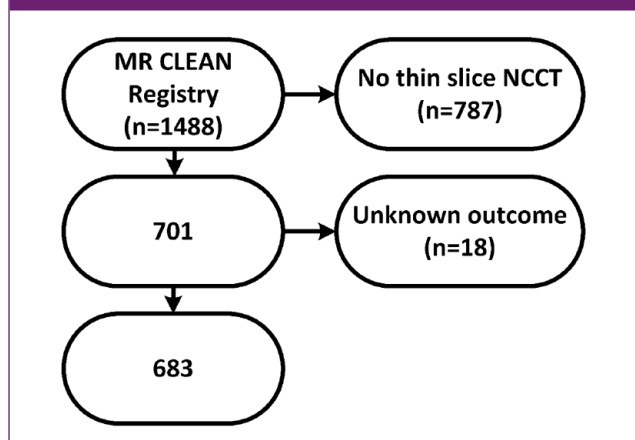 MR CLEAN
Registry
(n=1488)
No thin slice NCCT
(n=787)
701
Unknown outcome
(n=18)
683